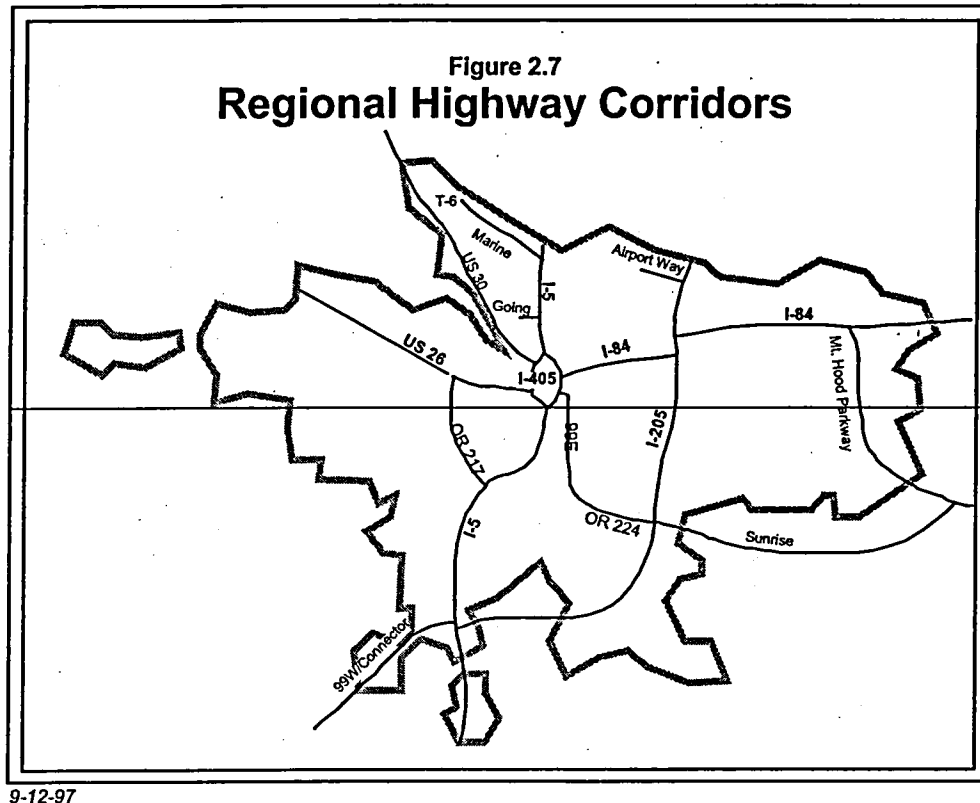 Figure 2.7
Regional Highway Corridors
T-6
Marine
US 30
Going
I-5
Airport Way
I-84
I-84
US 26
I-405
Mt. Hood Parkway
OR 217
99E
I-205
I-5
OR 224
Sunrise
99W/Connector
9-12-97